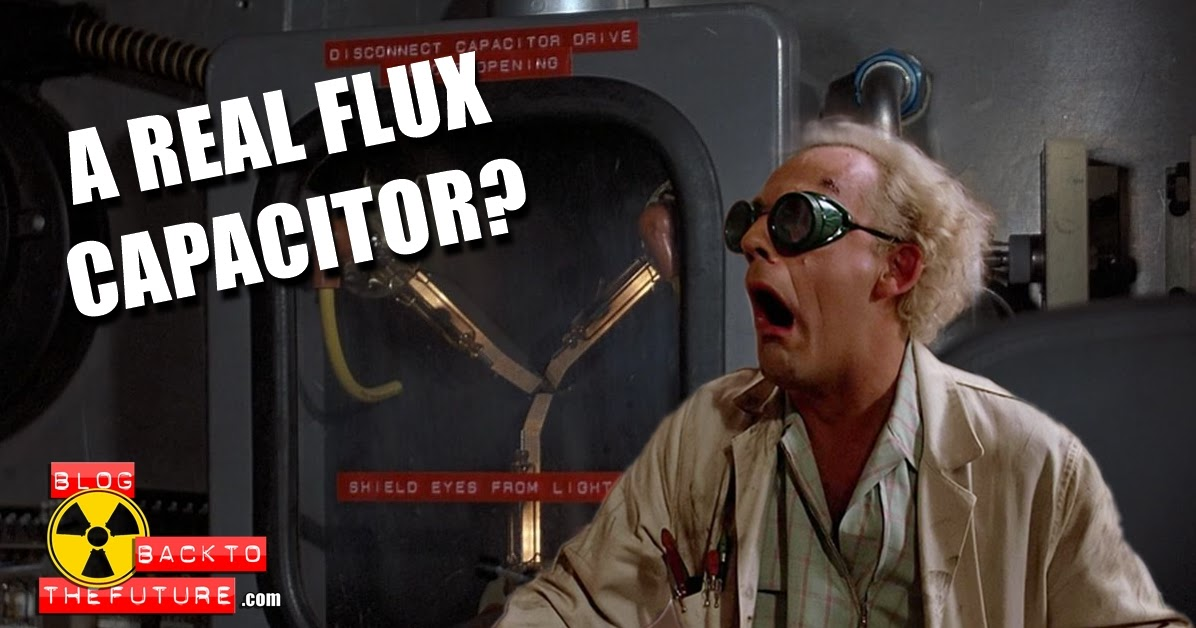 DISCONNECT CAPACITOR DRIVE
OPENING
A REAL FLUX
CAPACITOR?
SHIELD EYES FROM LIGHT
BLOG
BACK TO
THE FUTURE .com